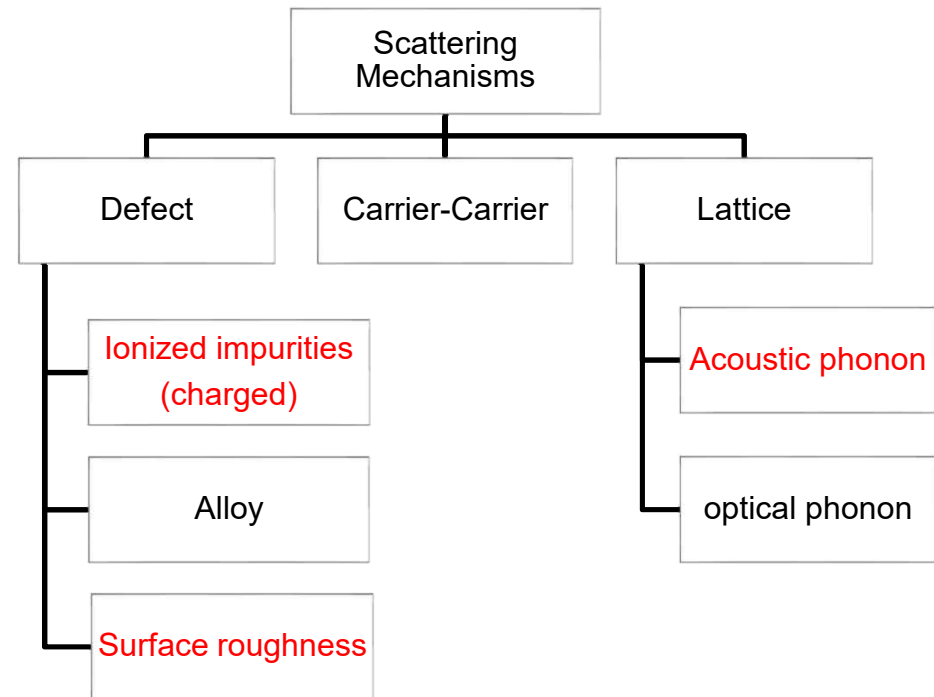 Scattering
Mechanisms
Defect
Carrier-Carrier
Lattice
Ionized impurities
(charged)
Acoustic phonon
Alloy
optical phonon
Surface roughness